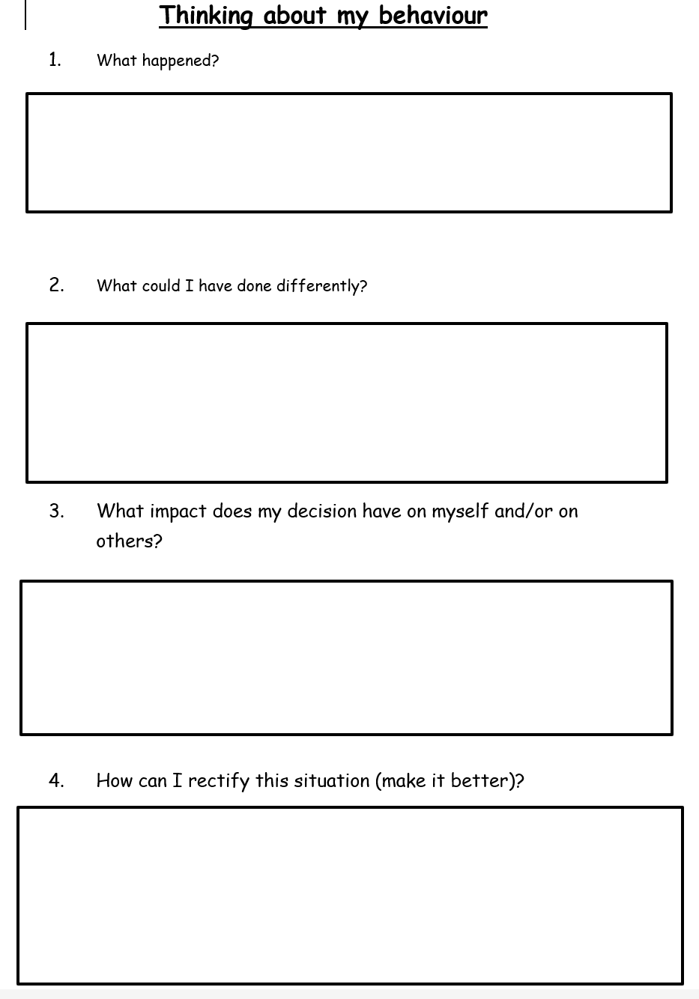 Thinking about my behaviour
1. What happened?
2. What could I have done differently?
3. What impact does my decision have on myself and/or on
others?
4. How can I rectify this situation (make it better)?